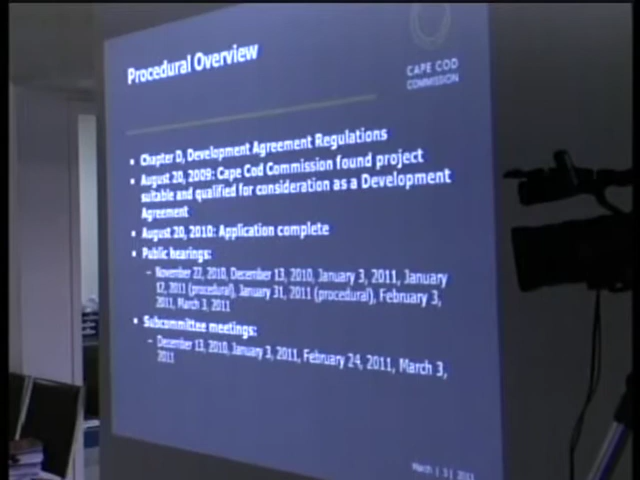 Procedural Overview
CAPE COD
COMMISSION
• Chapter D, Development Agreement Regulations
• August 20, 2009: Cape Cod Commission found project
suitable and qualified for consideration as a Development
Agreement
• August 20, 2010: Application complete
• Public hearings:
– November 22, 2010, December 13, 2010, January 3, 2011, January
12, 2011 (procedural), January 31, 2011 (procedural), February 3,
2011, March 3, 2011
• Subcommittee meetings:
– December 13, 2010, January 3, 2011, February 24, 2011, March 3,
2011
March | 3 | 2011